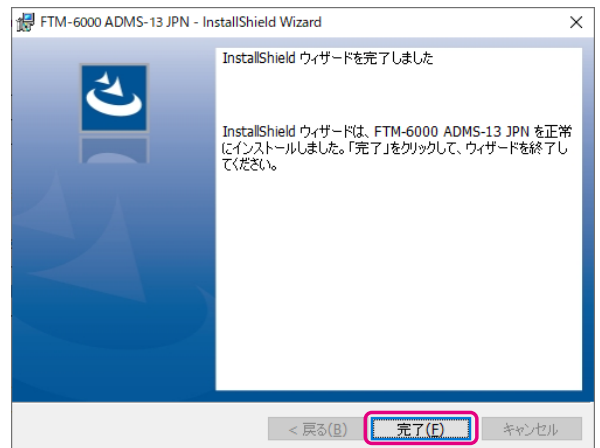 FTM-6000 ADMS-13 JPN - InstallShield Wizard
InstallShield ウィザードを完了しました
InstallShield ウィザードは、FTM-6000 ADMS-13 JPN を正常
にインストールしました。「完了」をクリックして、ウィザードを終了し
てください。
< 戻る(B) 完了(F) キャンセル